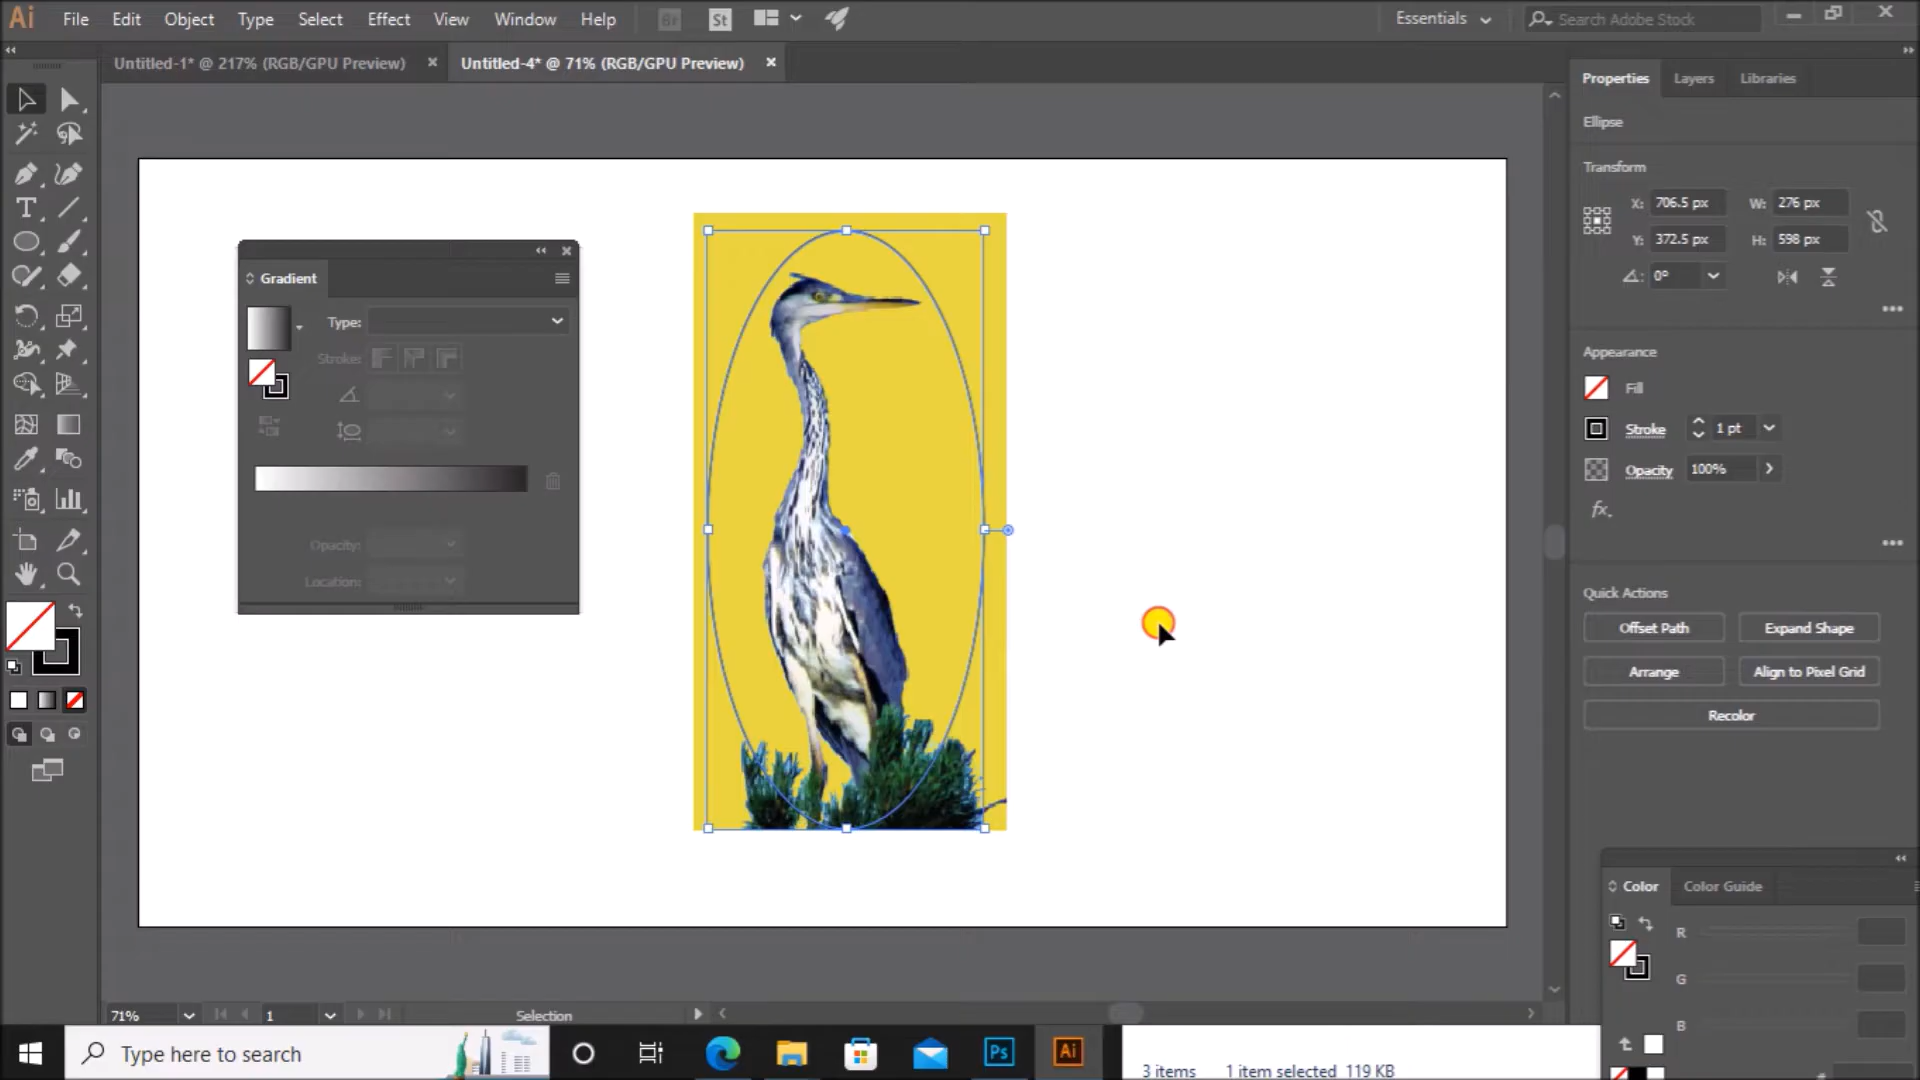 Ai File Edit Object Type Select Effect View Window Help Br St Essentials Search Adobe Stock
Untitled-1* @ 217% (RGB/GPU Preview) Untitled-4* @ 71% (RGB/GPU Preview)
Properties Layers Libraries
Ellipse
Transform
X: 706.5 px W: 276 px
Y: 372.5 px H: 598 px
0°
Gradient
Type:
Stroke:
Opacity:
Location:
Appearance
Fill
Stroke 1 pt
Opacity 100%
fx.
Quick Actions
Offset Path Expand Shape
Arrange Align to Pixel Grid
Recolor
Color Color Guide
R
G
B
71% 1 Selection
Type here to search Ps Ai
3 items 1 item selected 119 KB